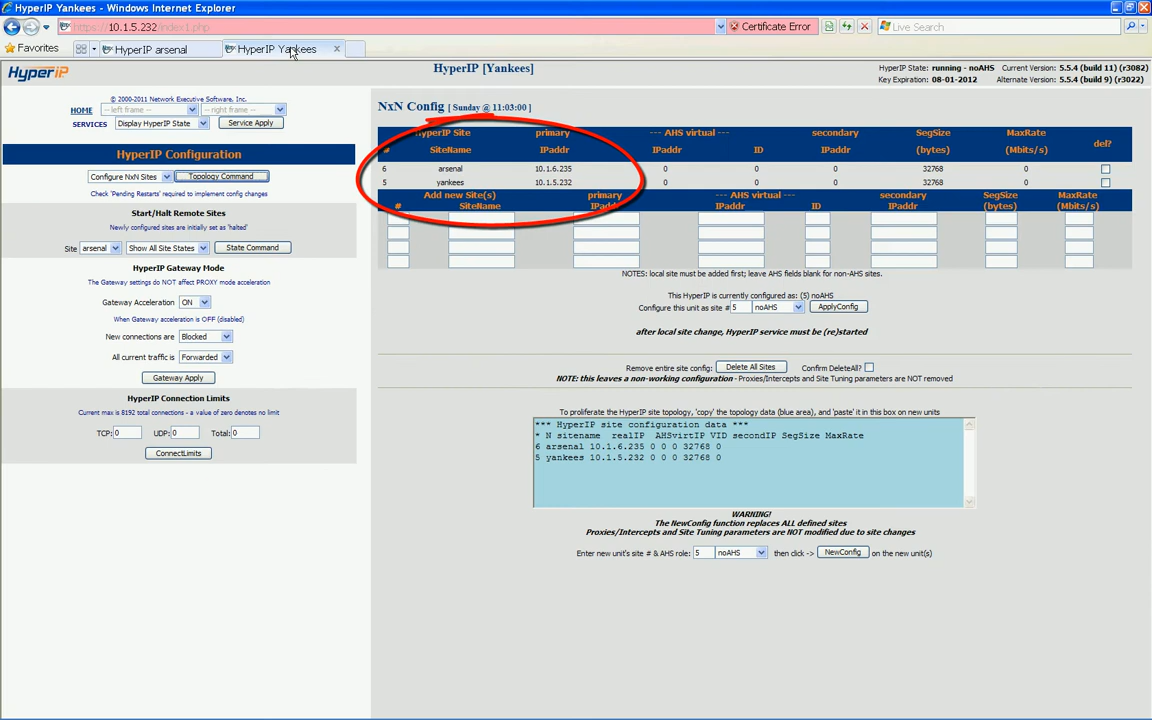 HyperIP Yankees - Windows Internet Explorer
https://10.1.5.232/index1.php
Certificate Error
Live Search
Favorites
HyperIP arsenal
HyperIP Yankees
HyperIP
HyperIP [Yankees]
HyperIP State: running - noAHS Current Version: 5.5.4 (build 11) (r3082)
Key Expiration: 08-01-2012 Alternate Version: 5.5.4 (build 9) (r3022)
© 2000-2011 Network Executive Software, Inc.
HOME -- left frame -- -- right frame --
SERVICES Display HyperIP State Service Apply
HyperIP Configuration
Configure NxN Sites Topology Command
Check 'Pending Restarts' required to implement config changes
Start/Halt Remote Sites
Newly configured sites are initially set as 'halted'
Site arsenal Show All Site States State Command
HyperIP Gateway Mode
The Gateway settings do NOT affect PROXY mode acceleration
Gateway Acceleration ON
When Gateway acceleration is OFF (disabled)
New connections are Blocked
All current traffic is Forwarded
Gateway Apply
HyperIP Connection Limits
Current max is 8192 total connections - a value of zero denotes no limit
TCP: 0 UDP: 0 Total: 0
ConnectLimits
NxN Config [ Sunday @ 11:03:00 ]
HyperIP Site primary --- AHS virtual --- secondary SegSize MaxRate
# SiteName IPaddr IPaddr ID IPaddr (bytes) (Mbits/s) del?
6 arsenal 10.1.6.235 0 0 0 32768 0
5 yankees 10.1.5.232 0 0 0 32768 0
Add new Site(s) primary --- AHS virtual --- secondary SegSize MaxRate
# SiteName IPaddr IPaddr ID IPaddr (bytes) (Mbits/s)
NOTES: local site must be added first; leave AHS fields blank for non-AHS sites.
This HyperIP is currently configured as: (5) noAHS
Configure this unit as site # 5 noAHS ApplyConfig
after local site change, HyperIP service must be (re)started
Remove entire site config: Delete All Sites Confirm DeleteAll?
NOTE: this leaves a non-working configuration - Proxies/Intercepts and Site Tuning parameters are NOT removed
To proliferate the HyperIP site topology, 'copy' the topology data (blue area), and 'paste' it in this box on new units
*** HyperIP site configuration data ***
* N sitename realIP AHSvirtIP VID secondIP SegSize MaxRate
6 arsenal 10.1.6.235 0 0 0 32768 0
5 yankees 10.1.5.232 0 0 0 32768 0
WARNING!
The NewConfig function replaces ALL defined sites
Proxies/Intercepts and Site Tuning parameters are NOT modified due to site changes
Enter new unit's site # & AHS role: 5 noAHS then click -> NewConfig on the new unit(s)